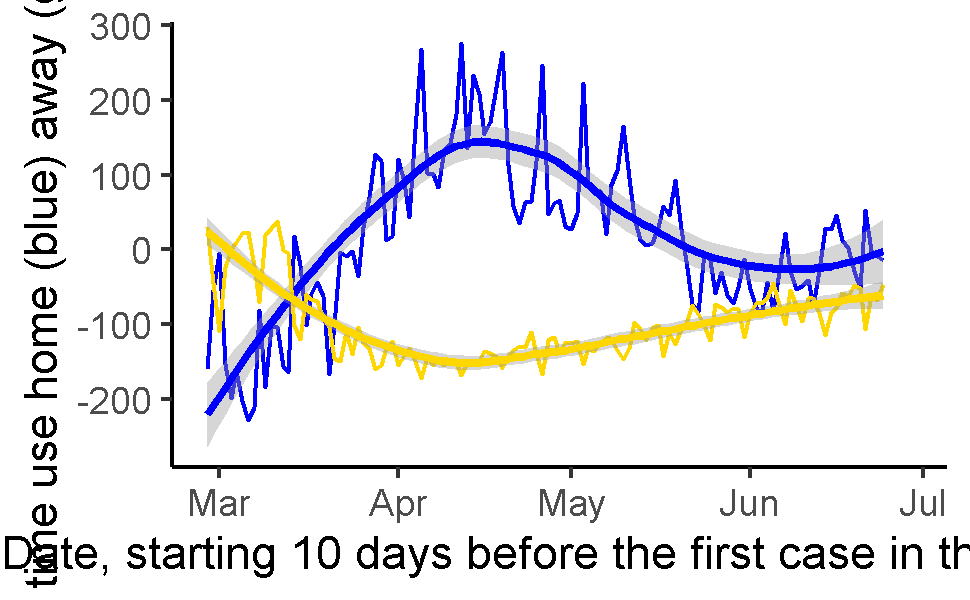 time use home (blue) away (
300
200
100
0
-100
-200
Mar Apr May Jun Jul
Date, starting 10 days before the first case in th